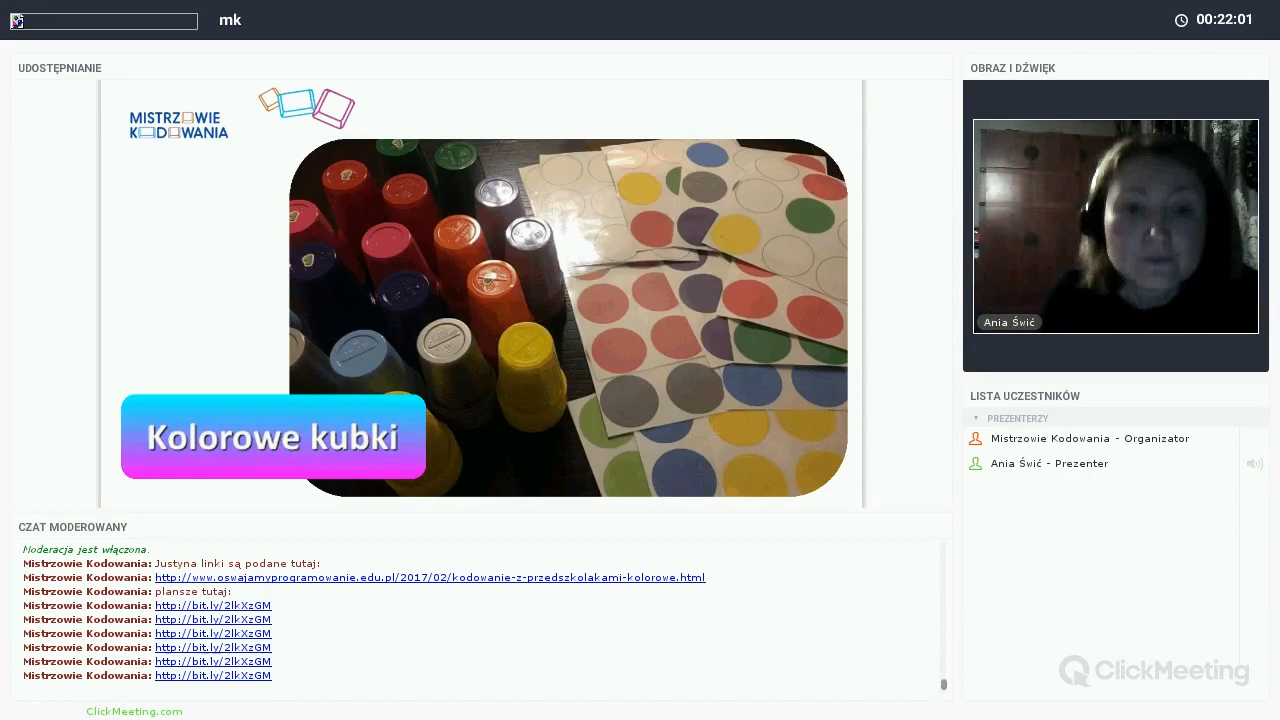 mk
00:22:01
UDOSTĘPNIANIE
OBRAZ I DŹWIĘK
MISTRZOWIE
KODOWANIA
Kolorowe kubki
Ania Świć
LISTA UCZESTNIKÓW
PREZENTERZY
Mistrzowie Kodowania - Organizator
Ania Świć - Prezenter
CZAT MODEROWANY
Moderacja jest włączona.
Mistrzowie Kodowania: Justyna linki są podane tutaj:
Mistrzowie Kodowania: http://www.oswajamyprogramowanie.edu.pl/2017/02/kodowanie-z-przedszkolakami-kolorowe.html
Mistrzowie Kodowania: plansze tutaj:
Mistrzowie Kodowania: http://bit.ly/2lkXzGM
Mistrzowie Kodowania: http://bit.ly/2lkXzGM
Mistrzowie Kodowania: http://bit.ly/2lkXzGM
Mistrzowie Kodowania: http://bit.ly/2lkXzGM
Mistrzowie Kodowania: http://bit.ly/2lkXzGM
Mistrzowie Kodowania: http://bit.ly/2lkXzGM
ClickMeeting
ClickMeeting.com